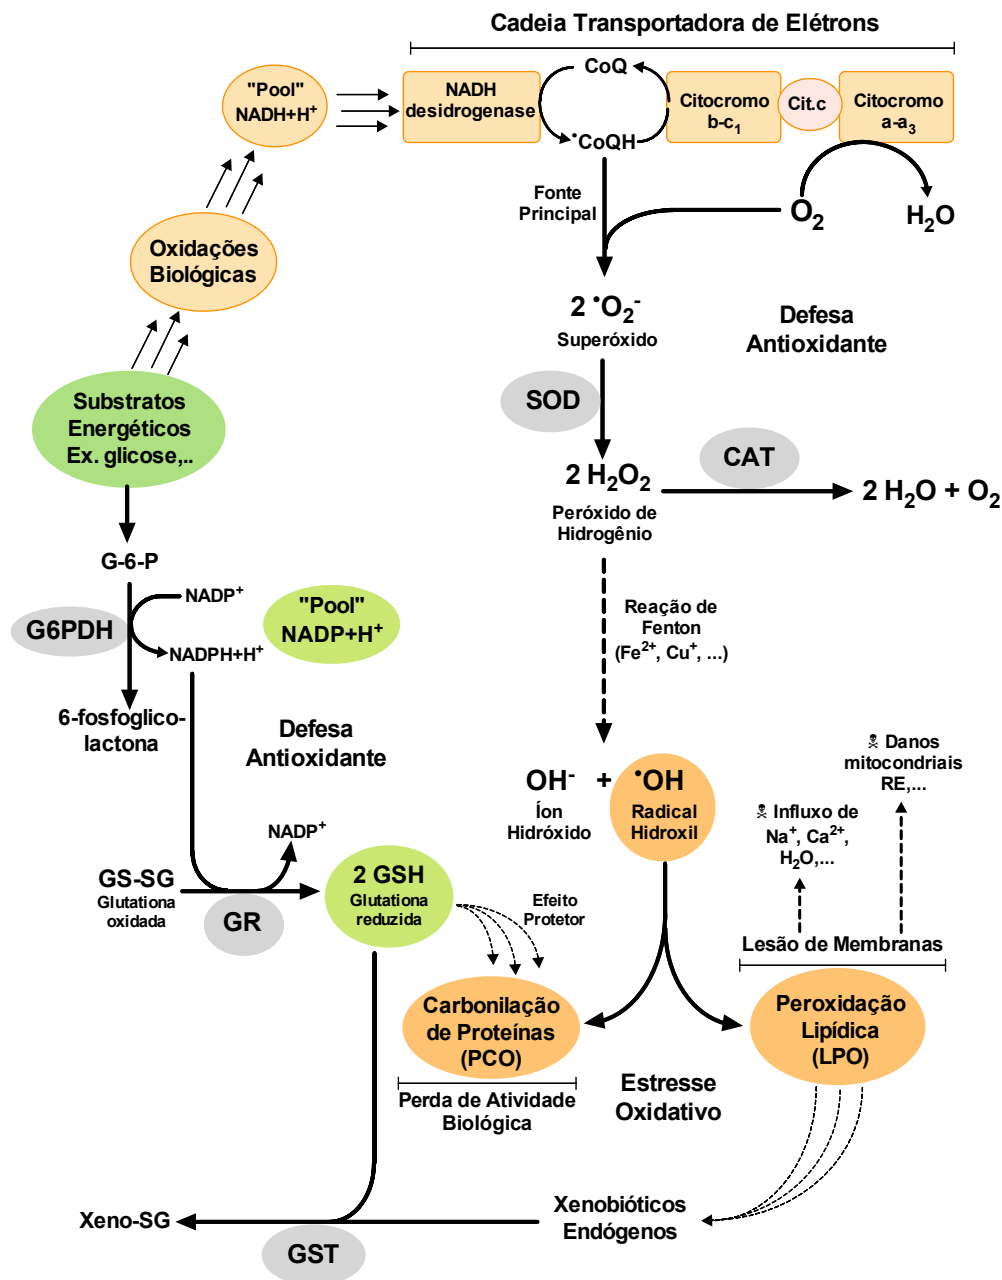 Cadeia Transportadora de Elétrons
"Pool"
NADH+H⁺
NADH
desidrogenase
CoQ
•CoQH
Citocromo
b-c₁
Cit.c
Citocromo
a-a₃
Fonte
Principal
O₂
H₂O
Oxidações
Biológicas
2 •O₂⁻
Superóxido
Defesa
Antioxidante
SOD
Substratos
Energéticos
Ex. glicose,..
CAT
2 H₂O₂
Peróxido de
Hidrogênio
2 H₂O + O₂
G-6-P
NADP⁺
G6PDH
NADPH+H⁺
"Pool"
NADP+H⁺
Reação de
Fenton
(Fe²⁺, Cu⁺, ...)
6-fosfoglico-
lactona
Defesa
Antioxidante
OH⁻ + •OH
Íon
Hidróxido
Radical
Hidroxil
☠ Danos
mitocondriais
RE,...
☠ Influxo de
Na⁺, Ca²⁺,
H₂O,...
NADP⁺
GS-SG
Glutationa
oxidada
GR
2 GSH
Glutationa
reduzida
Efeito
Protetor
Lesão de Membranas
Carbonilação
de Proteínas
(PCO)
Peroxidação
Lipídica
(LPO)
Perda de Atividade
Biológica
Estresse
Oxidativo
Xeno-SG
GST
Xenobióticos
Endógenos